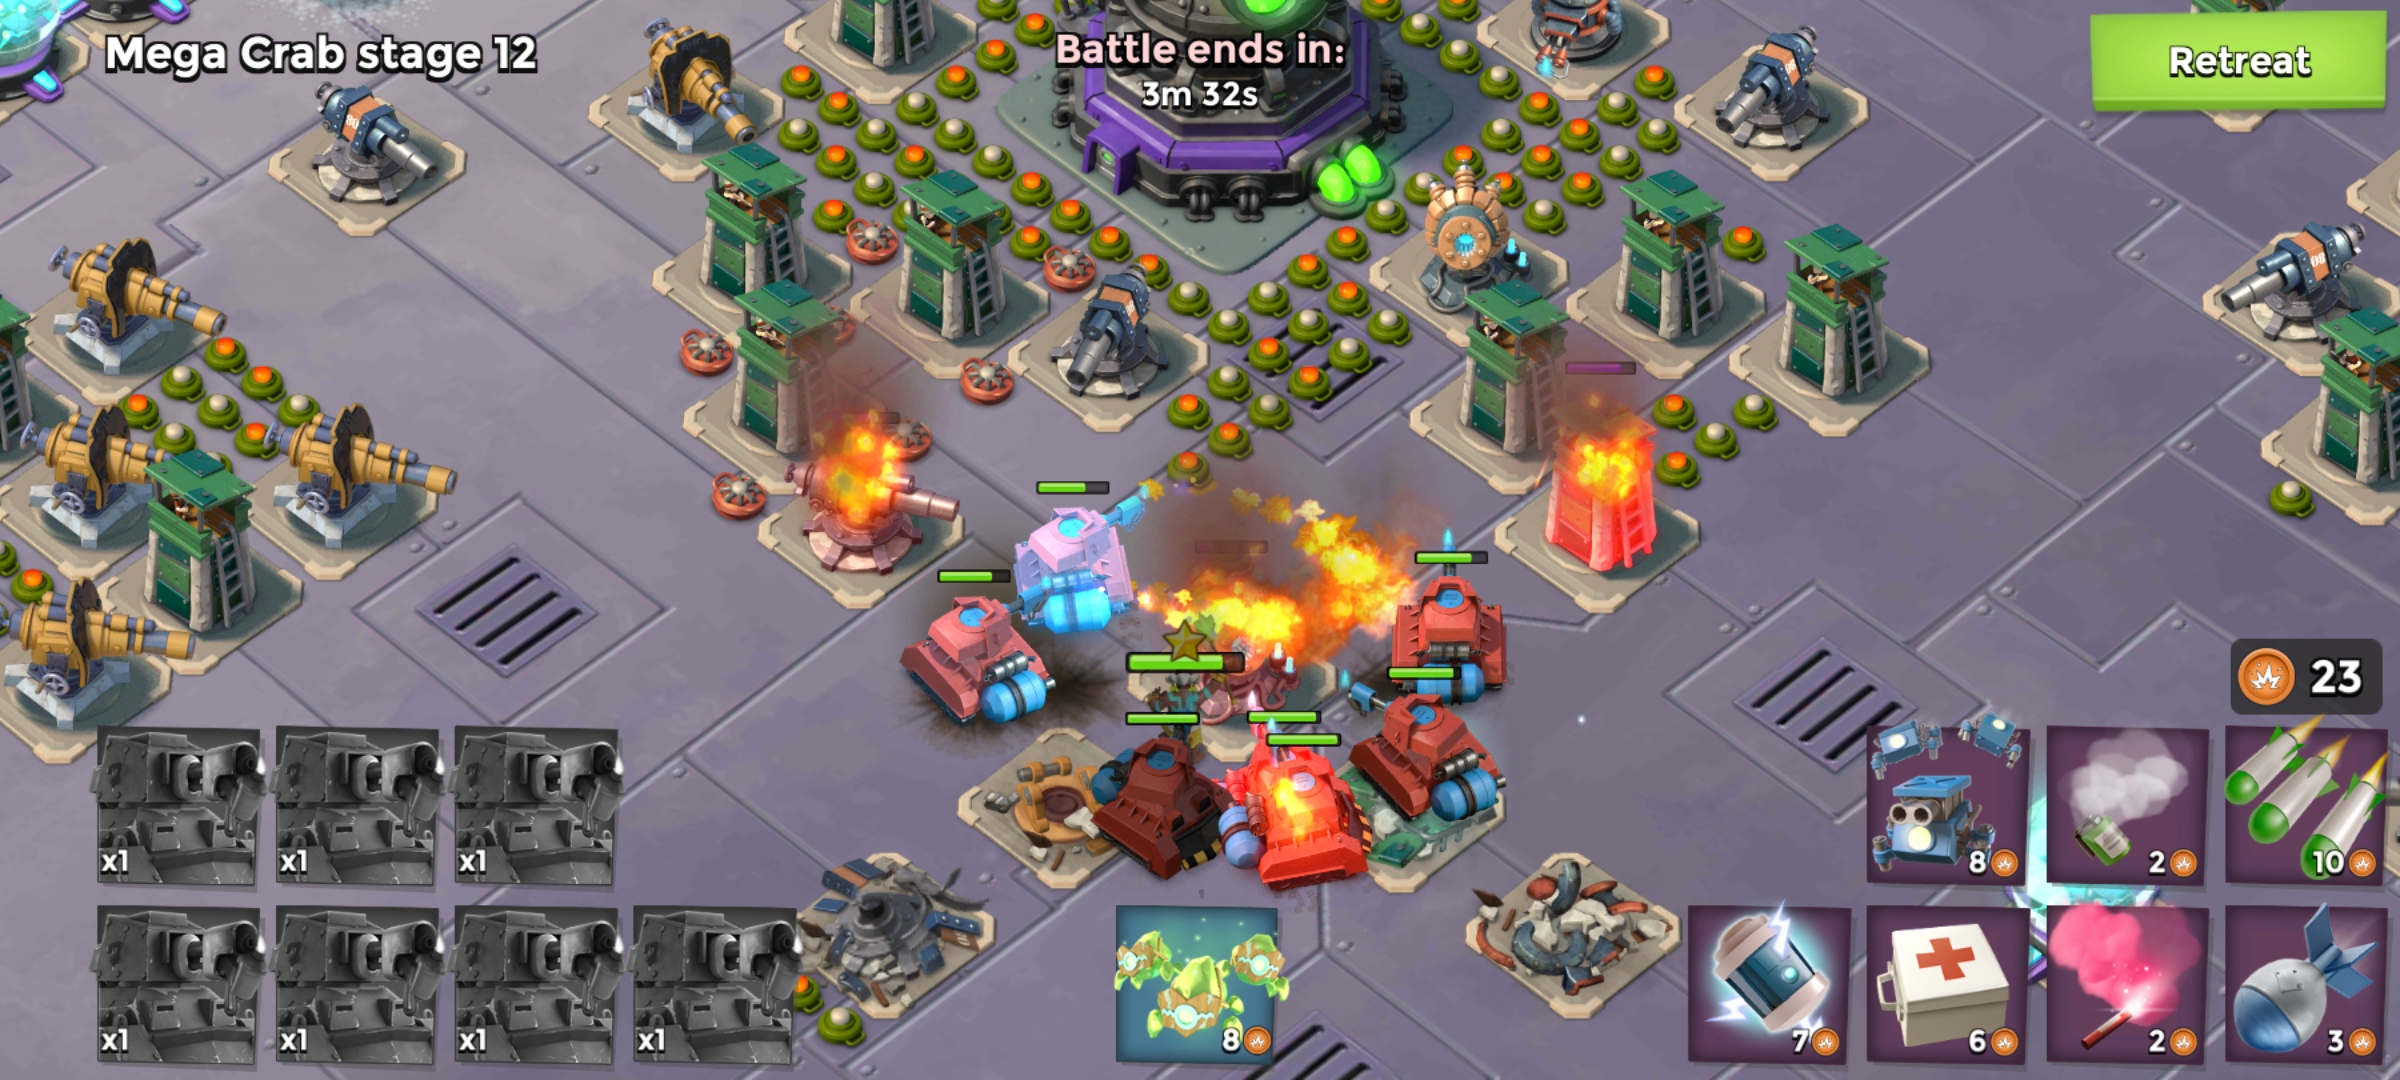 Mega Crab stage 12
Battle ends in:
3m 32s
Retreat
23
8
2
10
x1
x1
x1
x1
x1
x1
x1
8
7
6
2
3